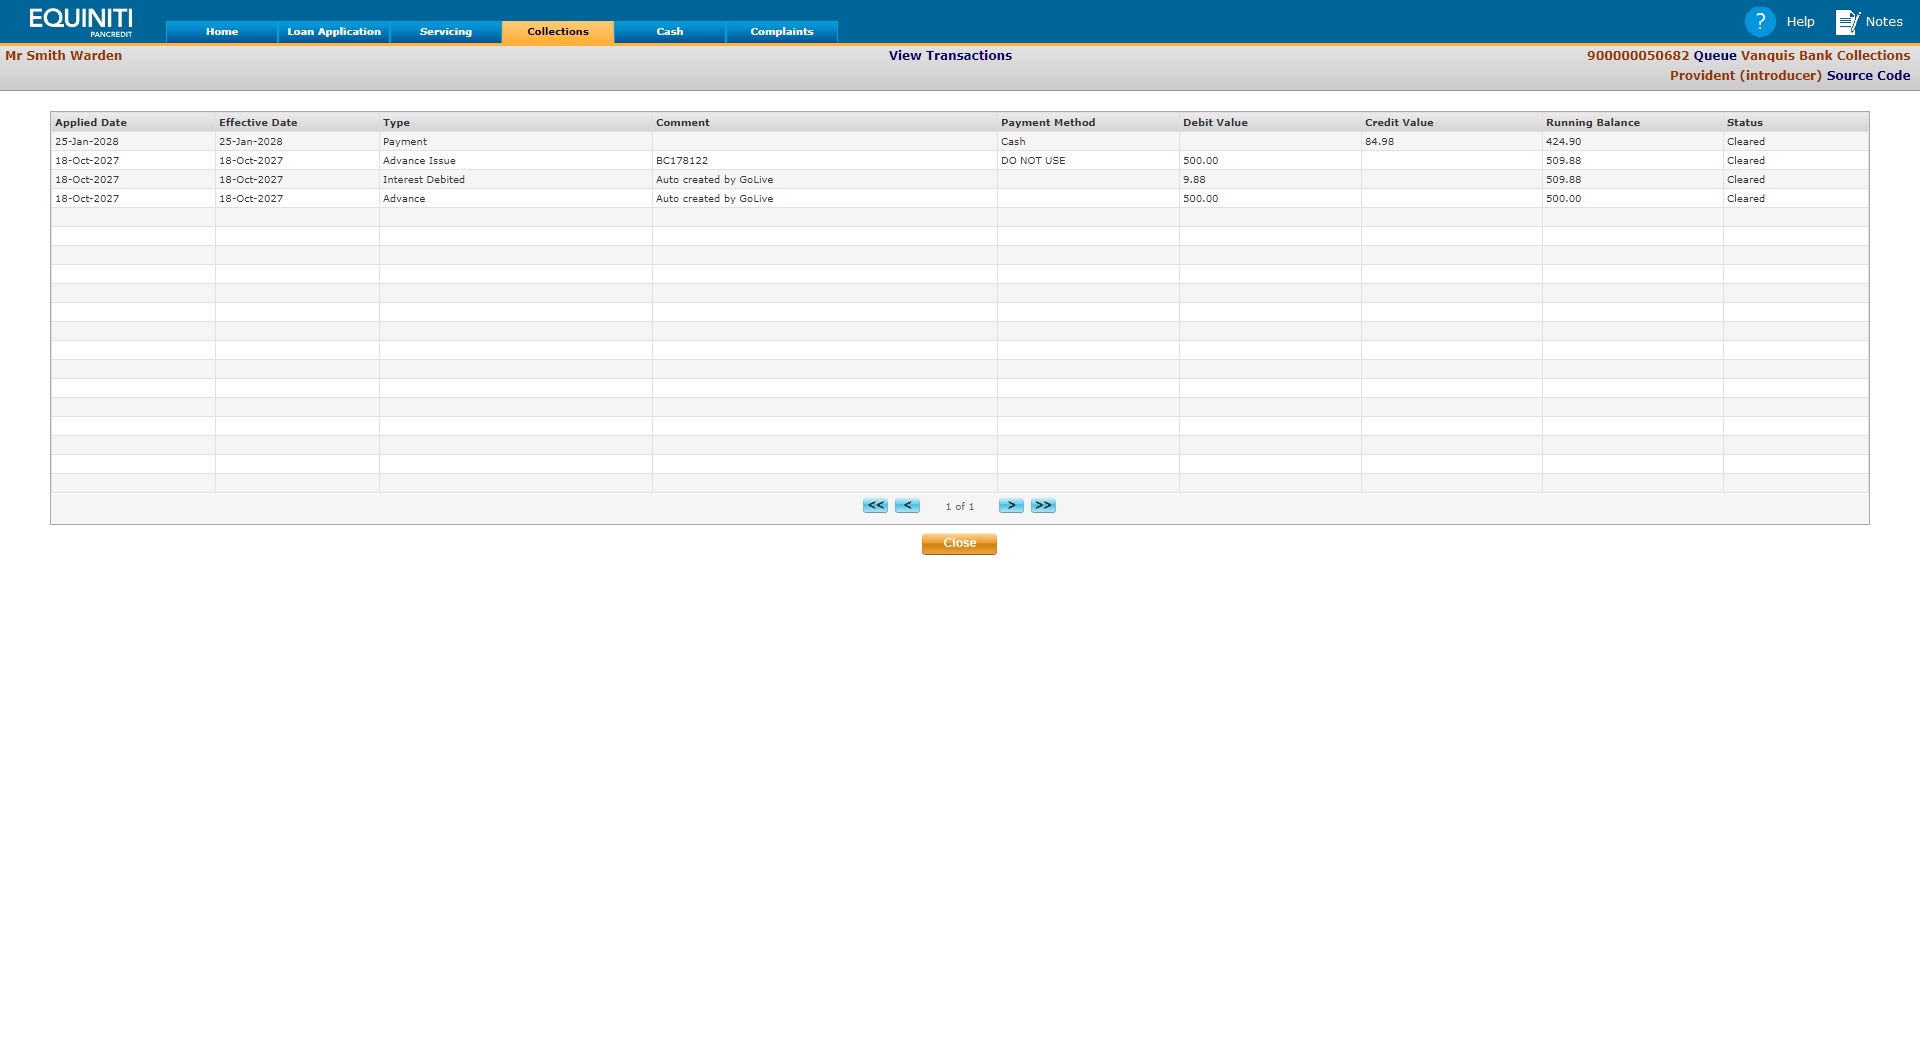 EQUINITI
PANCREDIT
Home Loan Application Servicing Collections Cash Complaints
? Help Notes
Mr Smith Warden View Transactions 900000050682 Queue Vanquis Bank Collections
Provident (introducer) Source Code
Applied Date Effective Date Type Comment Payment Method Debit Value Credit Value Running Balance Status
25-Jan-2028 25-Jan-2028 Payment Cash 84.98 424.90 Cleared
18-Oct-2027 18-Oct-2027 Advance Issue BC178122 DO NOT USE 500.00 509.88 Cleared
18-Oct-2027 18-Oct-2027 Interest Debited Auto created by GoLive 9.88 509.88 Cleared
18-Oct-2027 18-Oct-2027 Advance Auto created by GoLive 500.00 500.00 Cleared
<< < 1 of 1 > >>
Close